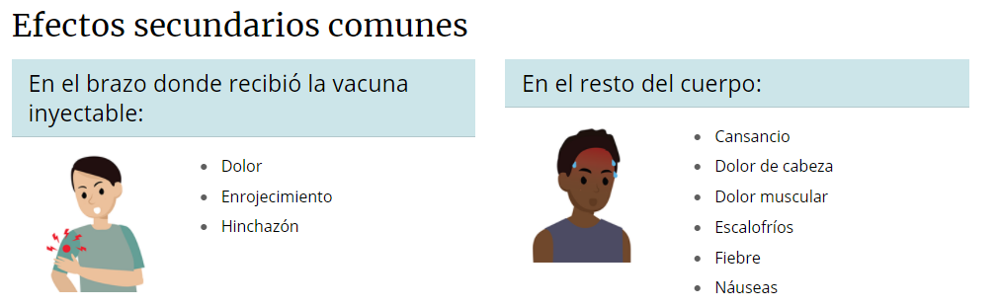 Efectos secundarios comunes
En el brazo donde recibió la vacuna
inyectable:
Dolor
Enrojecimiento
Hinchazón
En el resto del cuerpo:
Cansancio
Dolor de cabeza
Dolor muscular
Escalofríos
Fiebre
Náuseas